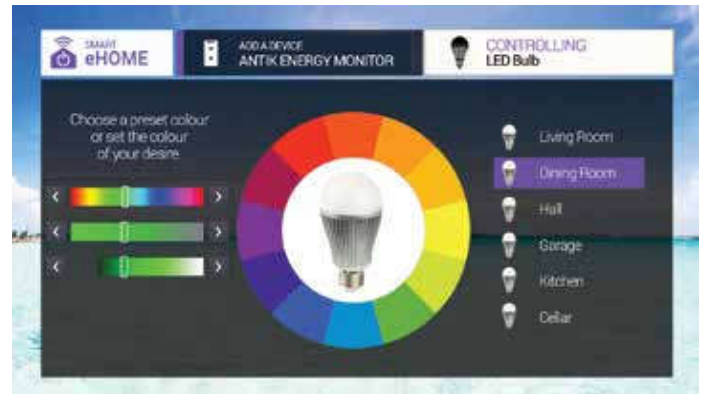 SMART
eHOME
ADD A DEVICE
ANTIK ENERGY MONITOR
CONTROLLING
LED Bulb
Choose a preset colour
or set the colour
of your desire
Living Room
Dining Room
Hall
Garage
Kitchen
Cellar